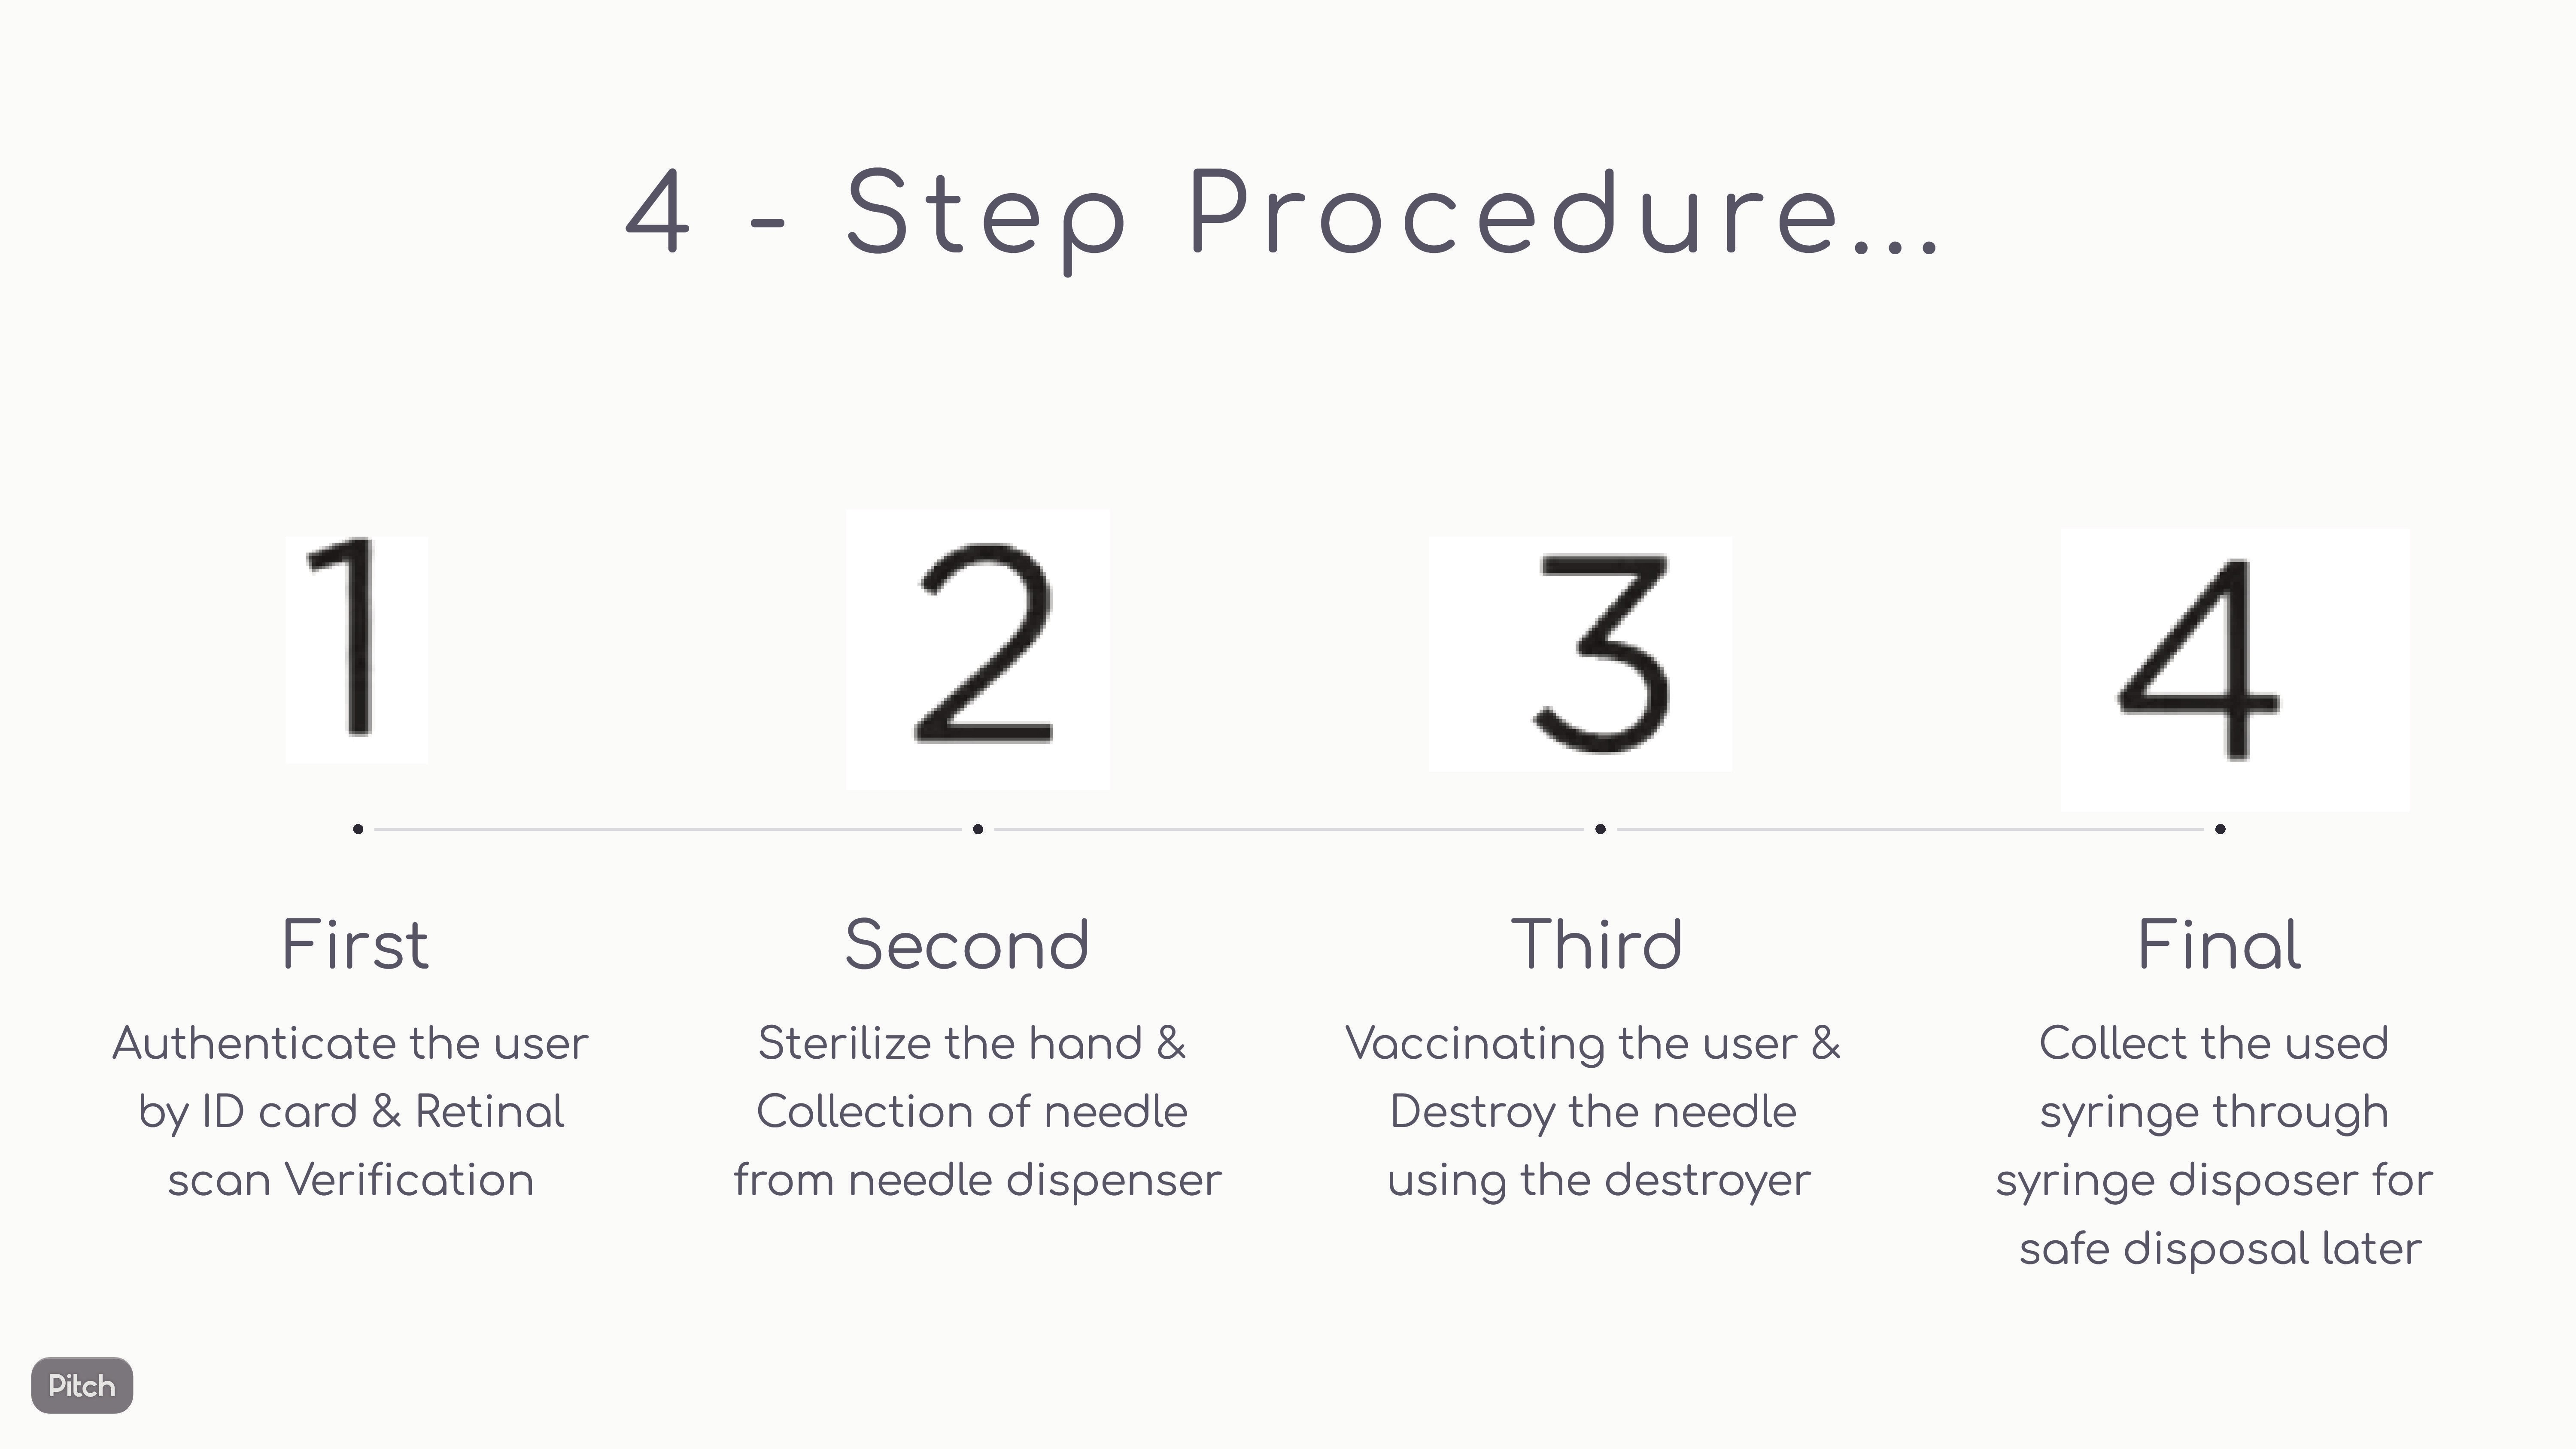 4 - Step Procedure...
1
2
3
4
First
Authenticate the user
by ID card & Retinal
scan Verification
Second
Sterilize the hand &
Collection of needle
from needle dispenser
Third
Vaccinating the user &
Destroy the needle
using the destroyer
Final
Collect the used
syringe through
syringe disposer for
safe disposal later
Pitch